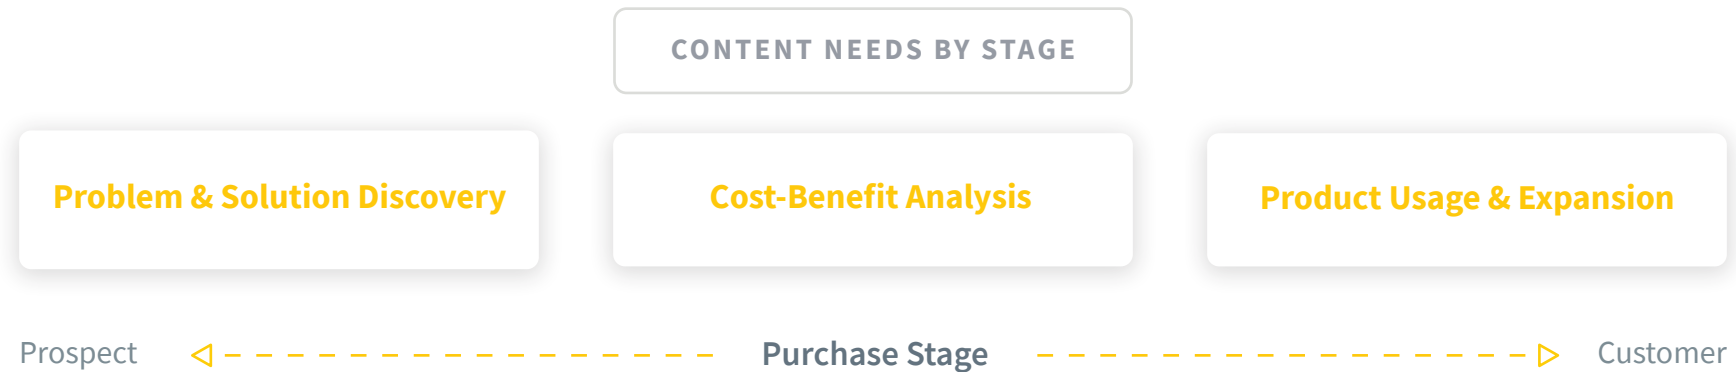 CONTENT NEEDS BY STAGE
Problem & Solution Discovery
Cost-Benefit Analysis
Product Usage & Expansion
Prospect
Purchase Stage
Customer